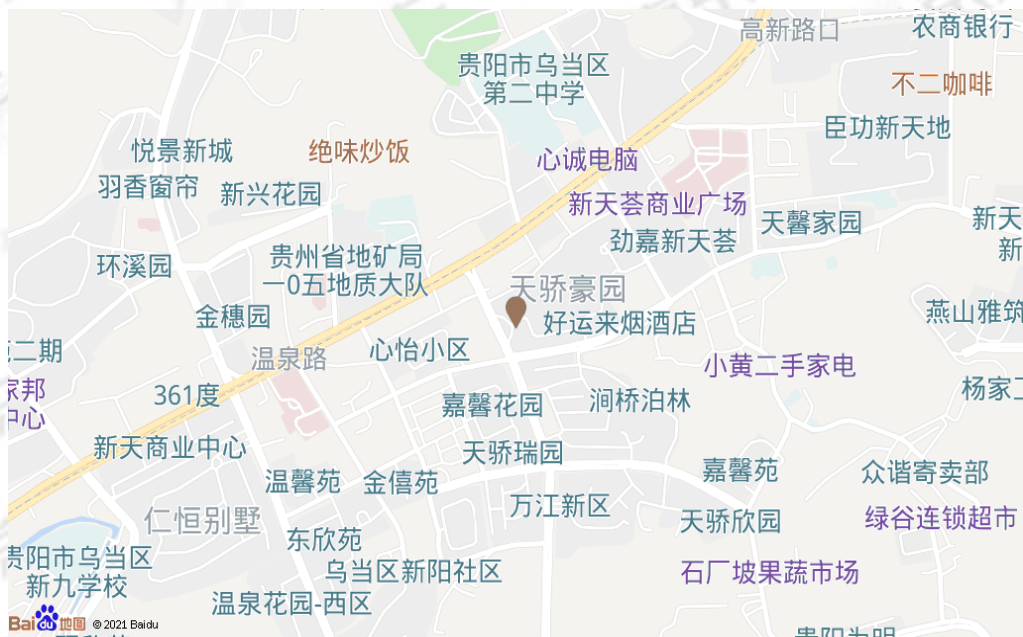 高新路口
农商银行
贵阳市乌当区
第二中学
不二咖啡
臣功新天地
悦景新城
绝味炒饭
心诚电脑
羽香窗帘
新兴花园
新天荟商业广场
天馨家园
新天
新
劲嘉新天荟
贵州省地矿局
一0五地质大队
环溪园
天骄豪园
金穗园
好运来烟酒店
燕山雅筑
二期
温泉路
心怡小区
小黄二手家电
家邦
中心
361度
嘉馨花园
涧桥泊林
杨家工
新天商业中心
天骄瑞园
温馨苑
金僖苑
嘉馨苑
众谐寄卖部
仁恒别墅
万江新区
天骄欣园
绿谷连锁超市
东欣苑
贵阳市乌当区
新九学校
乌当区新阳社区
石厂坡果蔬市场
温泉花园-西区
Bai du 地图 © 2021 Baidu